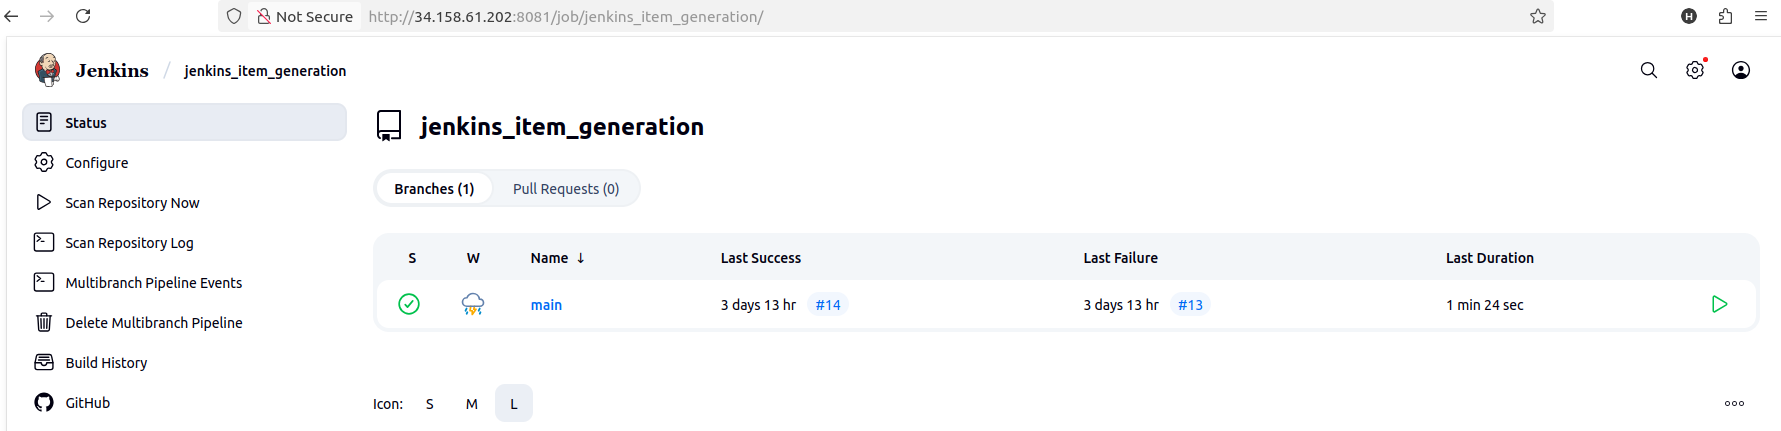 Not Secure http://34.158.61.202:8081/job/jenkins_item_generation/ H
Jenkins / jenkins_item_generation
Status
Configure
Scan Repository Now
Scan Repository Log
Multibranch Pipeline Events
Delete Multibranch Pipeline
Build History
GitHub
jenkins_item_generation
Branches (1) Pull Requests (0)
S W Name ↓ Last Success Last Failure Last Duration
main 3 days 13 hr #14 3 days 13 hr #13 1 min 24 sec
Icon: S M L